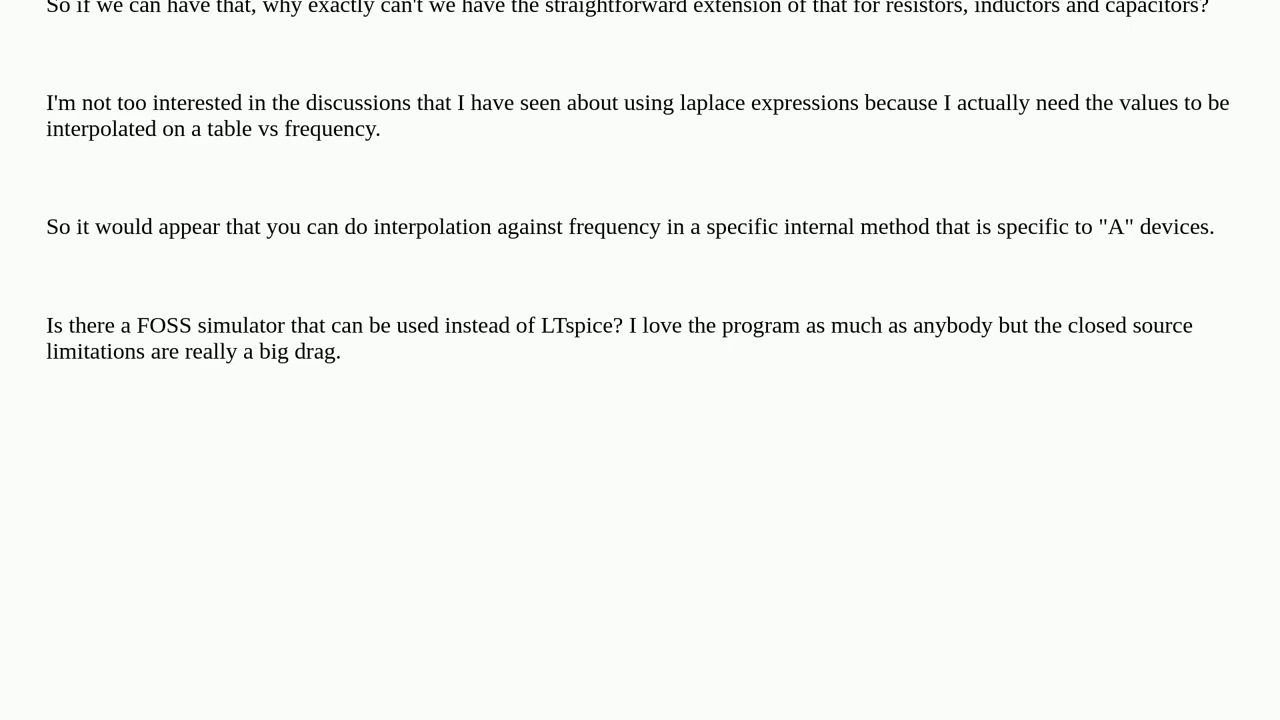 So if we can have that, why exactly can't we have the straightforward extension of that for resistors, inductors and capacitors?
I'm not too interested in the discussions that I have seen about using laplace expressions because I actually need the values to be
interpolated on a table vs frequency.
So it would appear that you can do interpolation against frequency in a specific internal method that is specific to "A" devices.
Is there a FOSS simulator that can be used instead of LTspice? I love the program as much as anybody but the closed source
limitations are really a big drag.